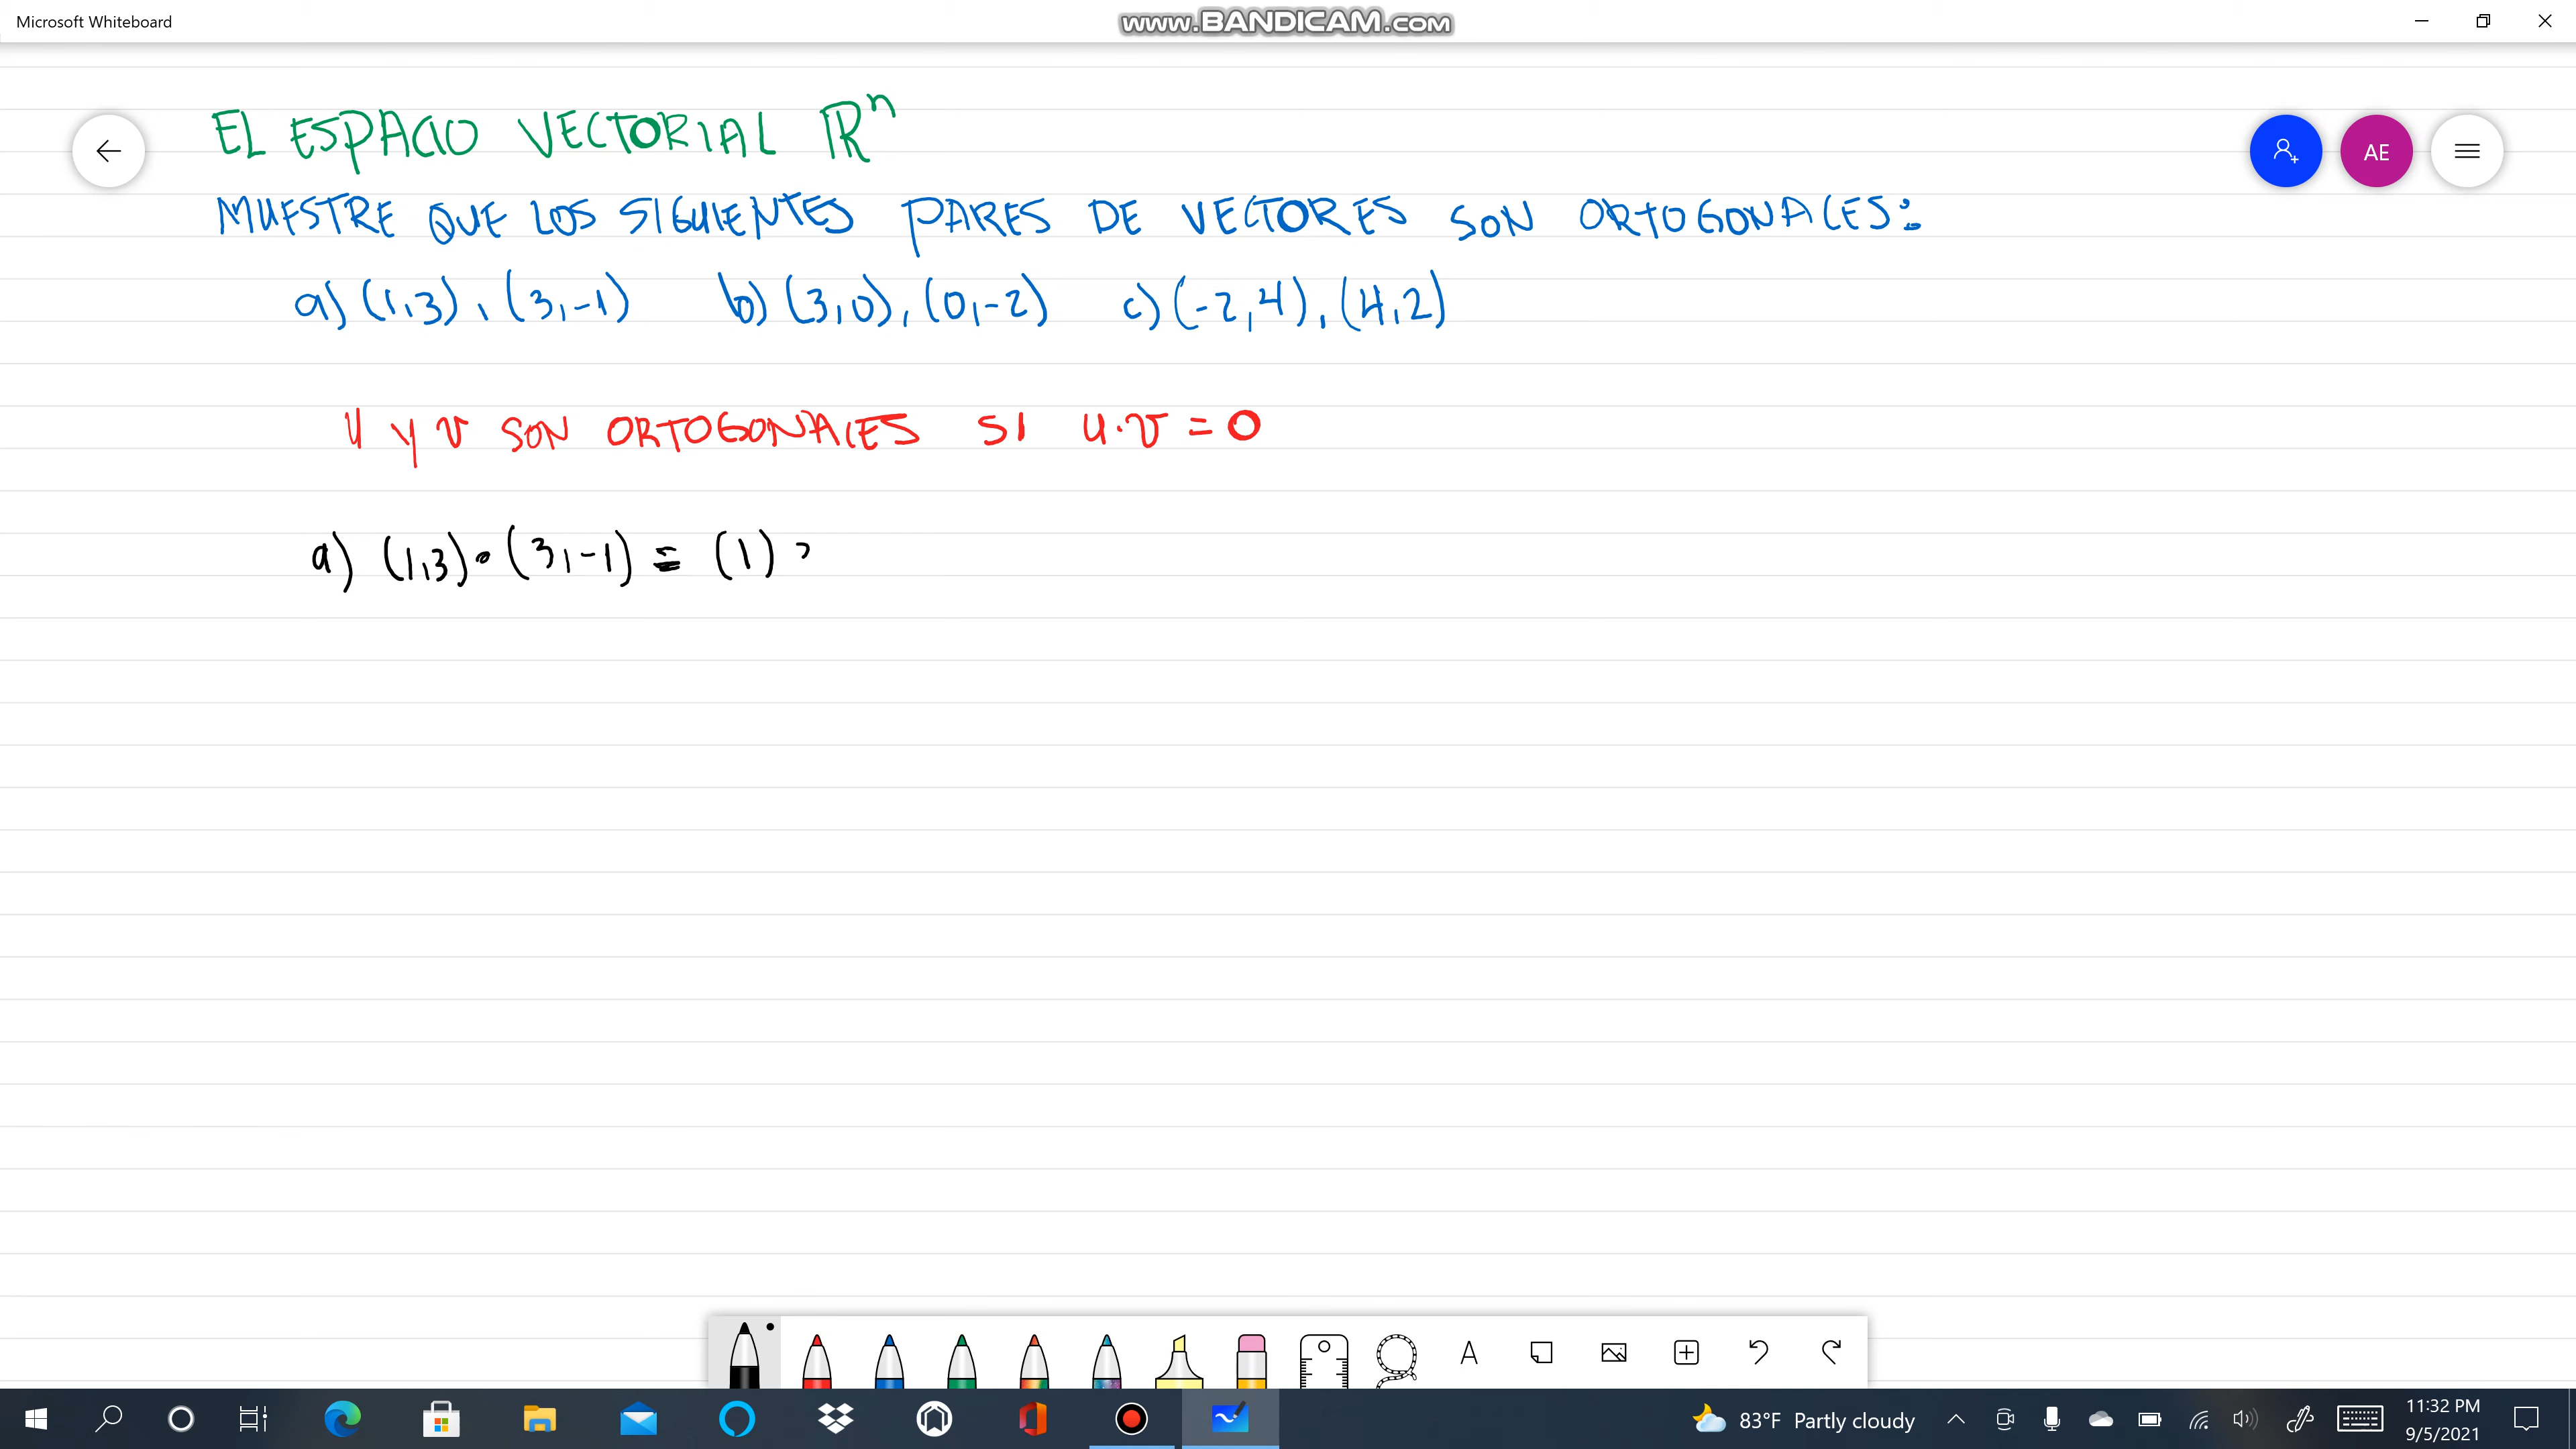 Microsoft Whiteboard
www.BANDICAM.com
EL ESPACIO VECTORIAL ℝⁿ
AE
MUESTRE QUE LOS SIGUIENTES PARES DE VECTORES SON ORTOGONALES:
a) (1,3), (3,-1) b) (3,0), (0,-2) c) (-2,4), (4,2)
u y v SON ORTOGONALES SI u·v = 0
a) (1,3)·(3,-1) = (1)
A
83°F Partly cloudy
11:32 PM
9/5/2021